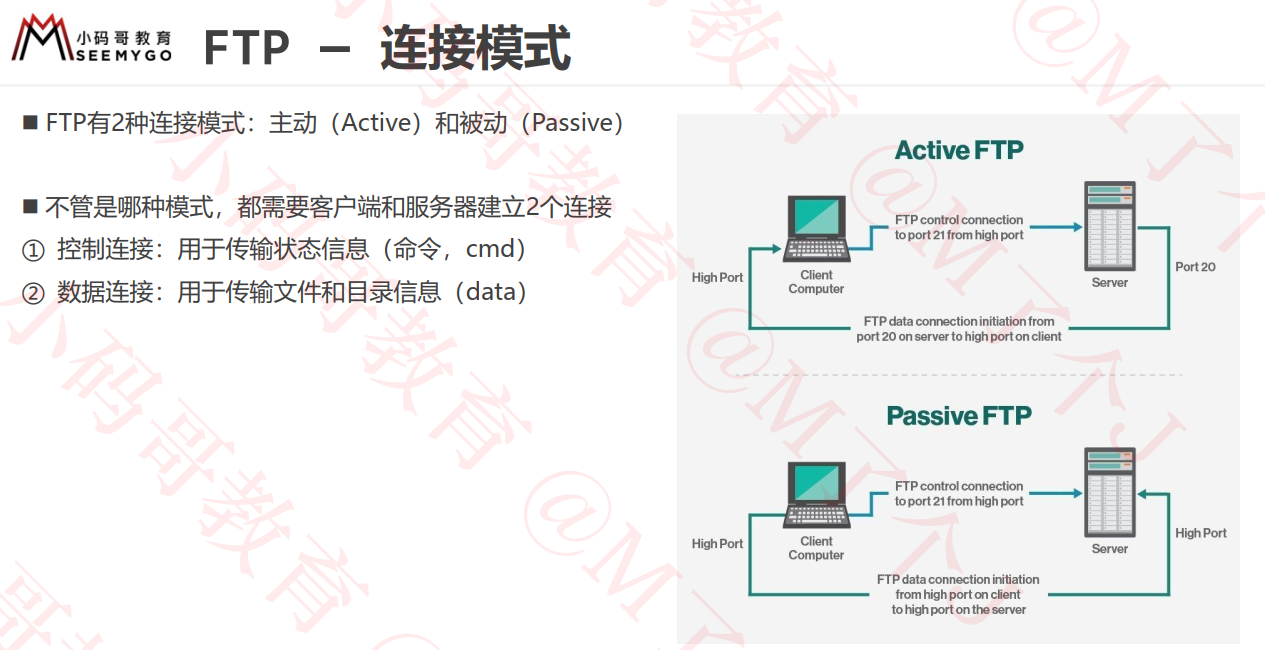 小码哥教育
SEEMYGO
FTP － 连接模式
■ FTP有2种连接模式：主动（Active）和被动（Passive）
■ 不管是哪种模式，都需要客户端和服务器建立2个连接
① 控制连接：用于传输状态信息（命令，cmd）
② 数据连接：用于传输文件和目录信息（data）
Active FTP
FTP control connection
to port 21 from high port
High Port
Client
Computer
Server
Port 20
FTP data connection initiation from
port 20 on server to high port on client
Passive FTP
FTP control connection
to port 21 from high port
High Port
Client
Computer
Server
High Port
FTP data connection initiation
from high port on client
to high port on the server
小码哥教育 @M了个J